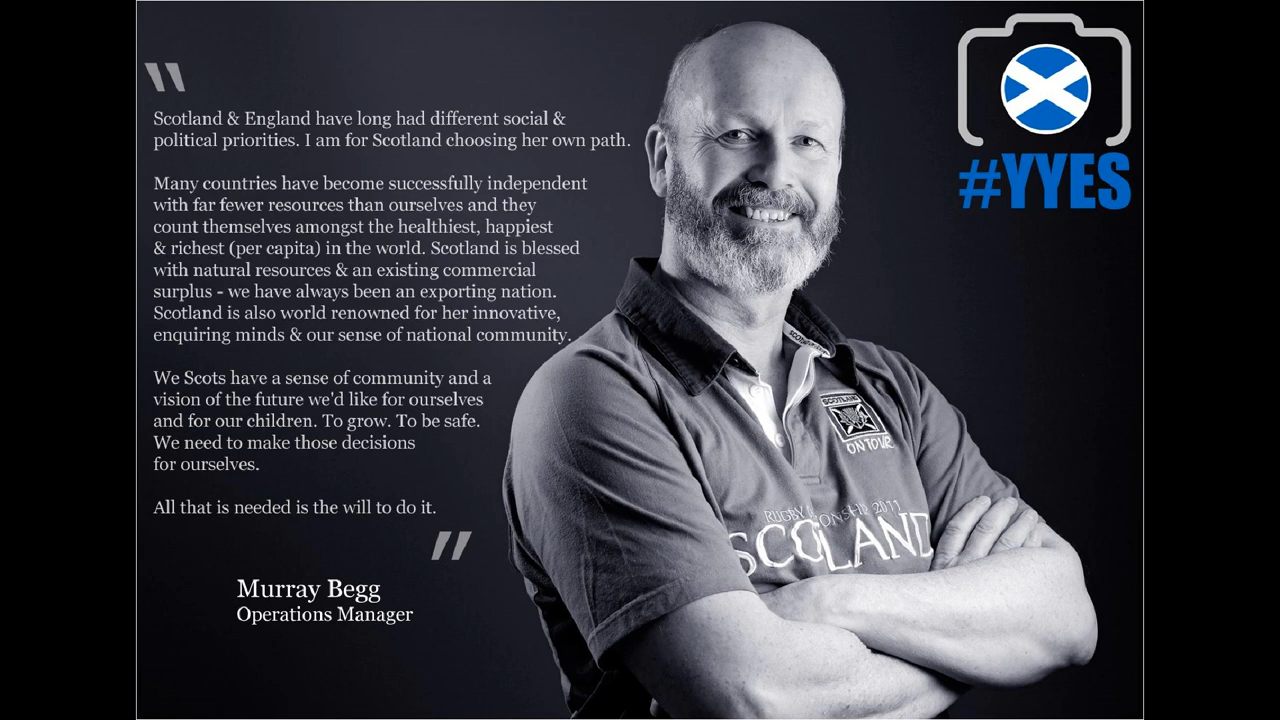 Scotland & England have long had different social &
political priorities. I am for Scotland choosing her own path.
Many countries have become successfully independent
with far fewer resources than ourselves and they
count themselves amongst the healthiest, happiest
& richest (per capita) in the world. Scotland is blessed
with natural resources & an existing commercial
surplus - we have always been an exporting nation.
Scotland is also world renowned for her innovative,
enquiring minds & our sense of national community.
We Scots have a sense of community and a
vision of the future we'd like for ourselves
and for our children. To grow. To be safe.
We need to make those decisions
for ourselves.
All that is needed is the will to do it.
"
Murray Begg
Operations Manager
#YYES
SCOTLAND
ON TOUR
RUGBY 2011
SCOTLAND